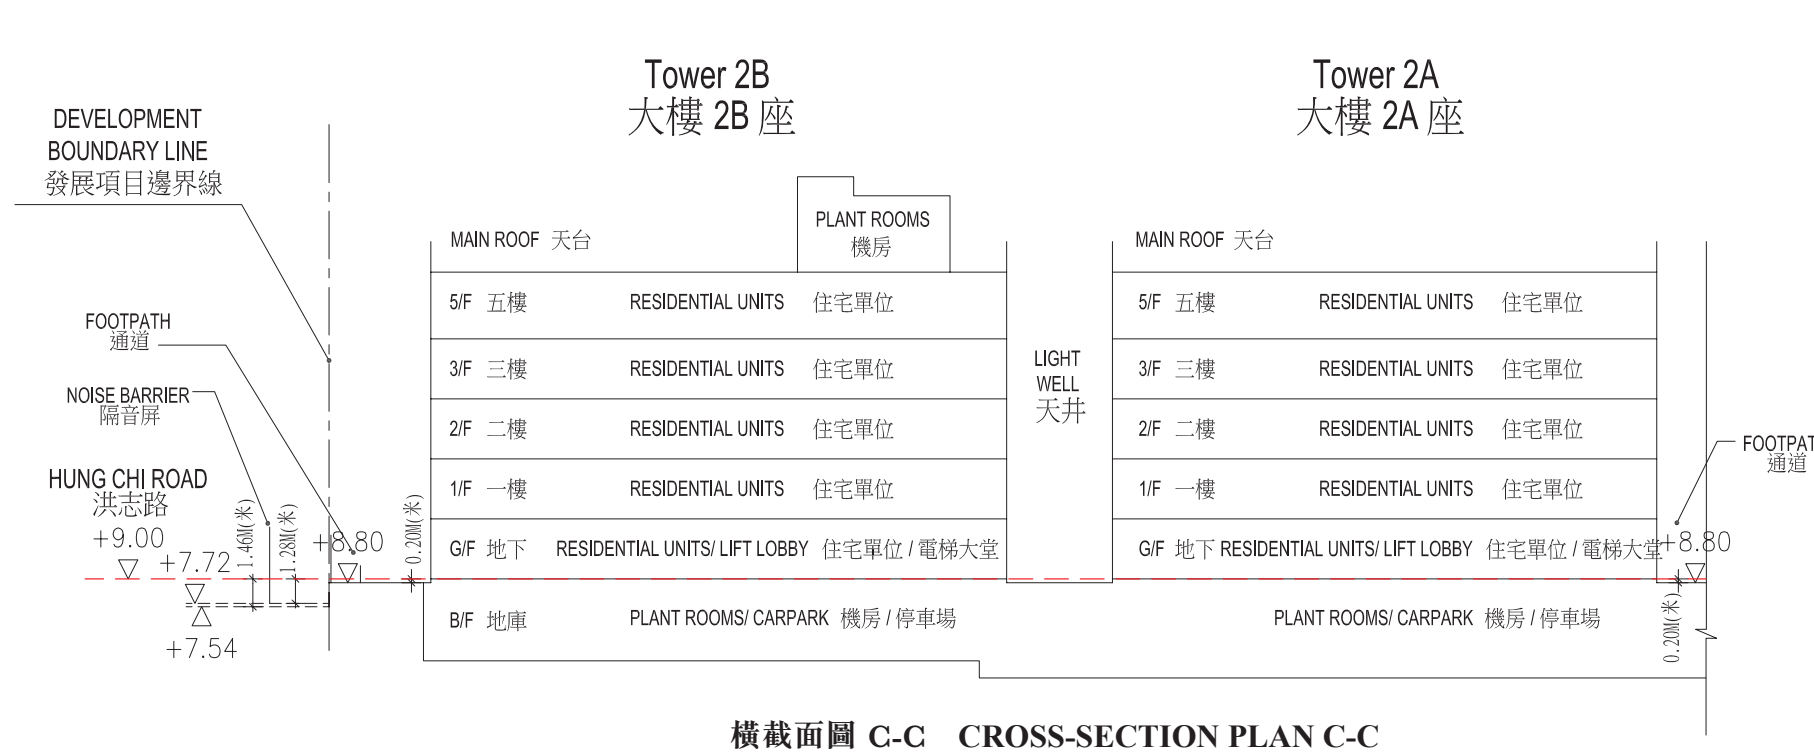 Tower 2B
大樓 2B 座
Tower 2A
大樓 2A 座
DEVELOPMENT
BOUNDARY LINE
發展項目邊界線
PLANT ROOMS
機房
MAIN ROOF 天台
MAIN ROOF 天台
5/F 五樓 RESIDENTIAL UNITS 住宅單位
5/F 五樓 RESIDENTIAL UNITS 住宅單位
FOOTPATH
通道
3/F 三樓 RESIDENTIAL UNITS 住宅單位
LIGHT
WELL
天井
3/F 三樓 RESIDENTIAL UNITS 住宅單位
NOISE BARRIER
隔音屏
2/F 二樓 RESIDENTIAL UNITS 住宅單位
2/F 二樓 RESIDENTIAL UNITS 住宅單位
FOOTPAT
通道
HUNG CHI ROAD
洪志路
1/F 一樓 RESIDENTIAL UNITS 住宅單位
1/F 一樓 RESIDENTIAL UNITS 住宅單位
+9.00
+7.72
1.46M(米)
1.28M(米)
+8.80
0.20M(米)
G/F 地下 RESIDENTIAL UNITS/ LIFT LOBBY 住宅單位 / 電梯大堂
G/F 地下 RESIDENTIAL UNITS/ LIFT LOBBY 住宅單位 / 電梯大堂
+8.80
+7.54
B/F 地庫 PLANT ROOMS/ CARPARK 機房 / 停車場
PLANT ROOMS/ CARPARK 機房 / 停車場
0.20M(米)
橫截面圖 C-C CROSS-SECTION PLAN C-C